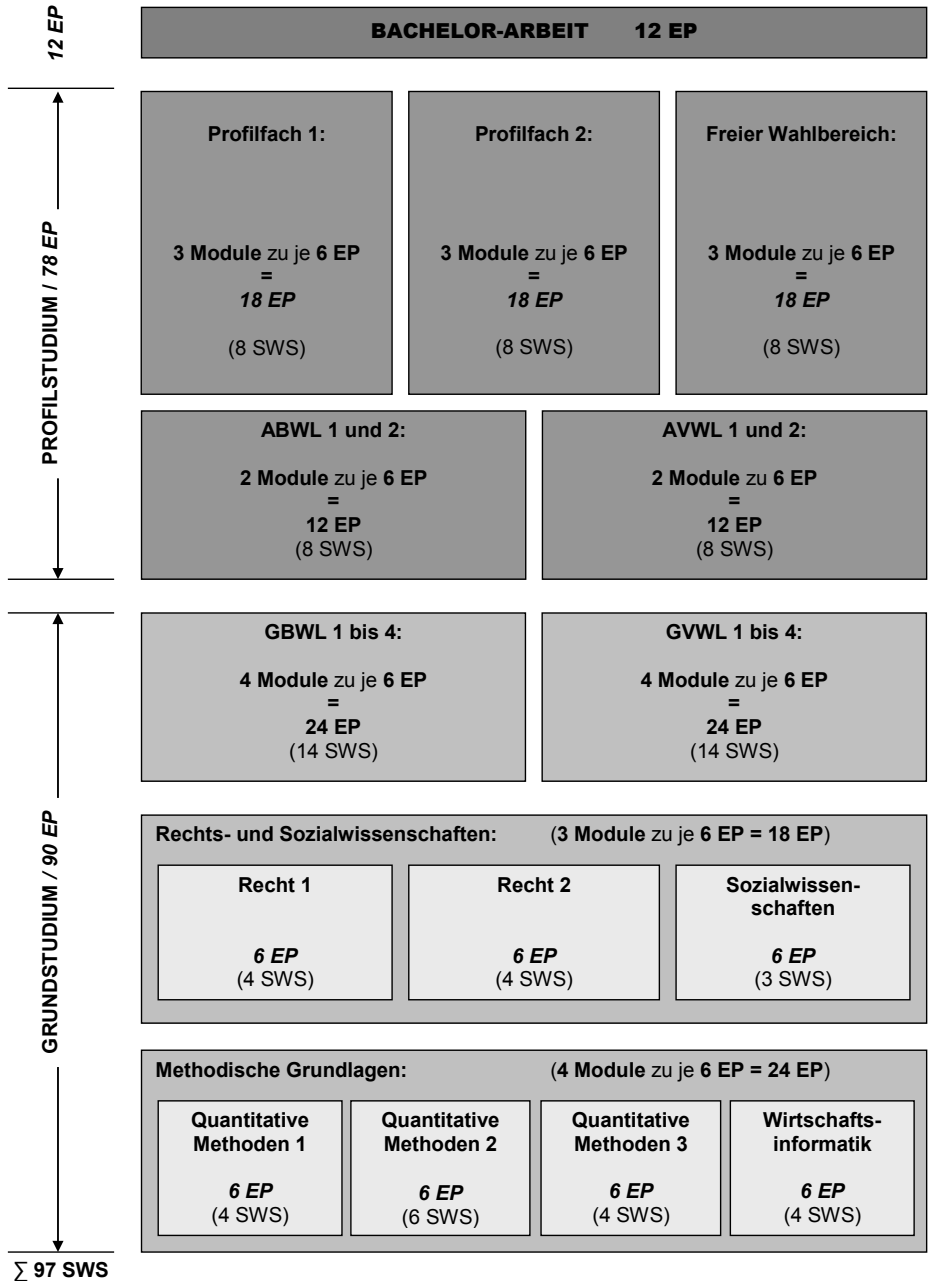 12 EP
BACHELOR-ARBEIT 12 EP
PROFILSTUDIUM / 78 EP
Profilfach 1:
3 Module zu je 6 EP
=
18 EP
(8 SWS)
Profilfach 2:
3 Module zu je 6 EP
=
18 EP
(8 SWS)
Freier Wahlbereich:
3 Module zu je 6 EP
=
18 EP
(8 SWS)
ABWL 1 und 2:
2 Module zu je 6 EP
=
12 EP
(8 SWS)
AVWL 1 und 2:
2 Module zu 6 EP
=
12 EP
(8 SWS)
GRUNDSTUDIUM / 90 EP
GBWL 1 bis 4:
4 Module zu je 6 EP
=
24 EP
(14 SWS)
GVWL 1 bis 4:
4 Module zu je 6 EP
=
24 EP
(14 SWS)
Rechts- und Sozialwissenschaften: (3 Module zu je 6 EP = 18 EP)
Recht 1
6 EP
(4 SWS)
Recht 2
6 EP
(4 SWS)
Sozialwissen-
schaften
6 EP
(3 SWS)
Methodische Grundlagen: (4 Module zu je 6 EP = 24 EP)
Quantitative
Methoden 1
6 EP
(4 SWS)
Quantitative
Methoden 2
6 EP
(6 SWS)
Quantitative
Methoden 3
6 EP
(4 SWS)
Wirtschafts-
informatik
6 EP
(4 SWS)
∑ 97 SWS